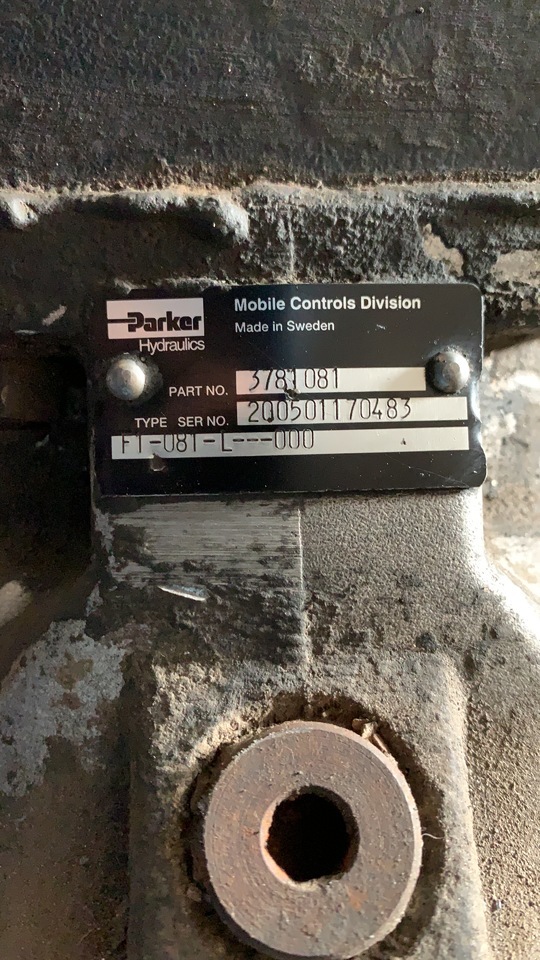 Parker
Hydraulics
Mobile Controls Division
Made in Sweden
PART NO. 3781081
TYPE SER NO. 200501170483
F1-081-L---000